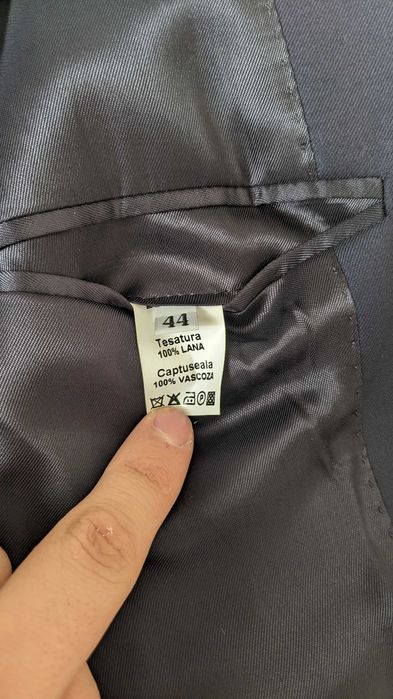 44
Tesatura
100% LANA
Captuseala
100% VASCOZA